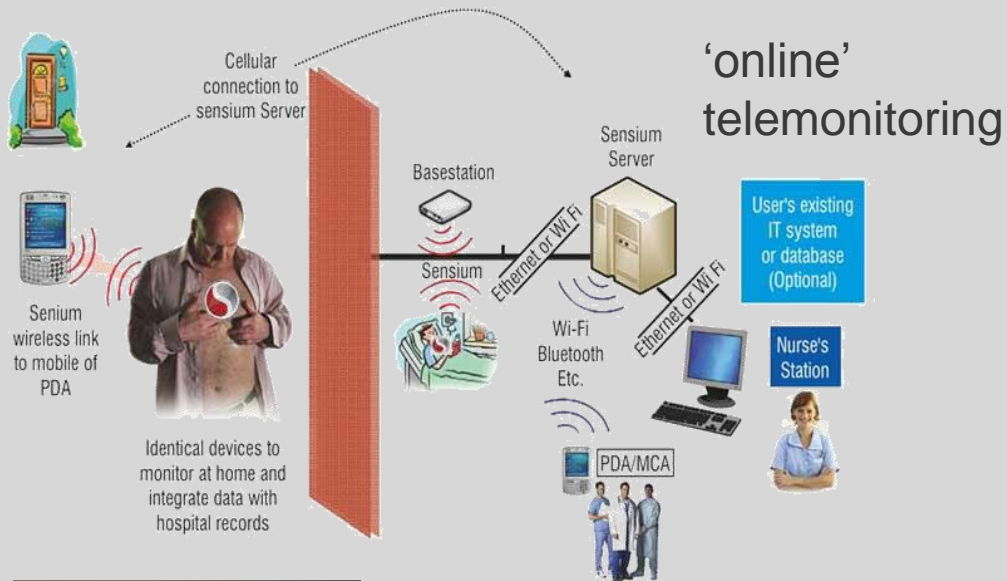 ‘online’
telemonitoring
Cellular
connection to
sensium Server
Senium
wireless link
to mobile of
PDA
Identical devices to
monitor at home and
integrate data with
hospital records
Basestation
Sensium
Ethernet or Wi Fi
Sensium
Server
Wi-Fi
Bluetooth
Etc.
Ethernet or Wi Fi
PDA/MCA
User's existing
IT system
or database
(Optional)
Nurse's
Station